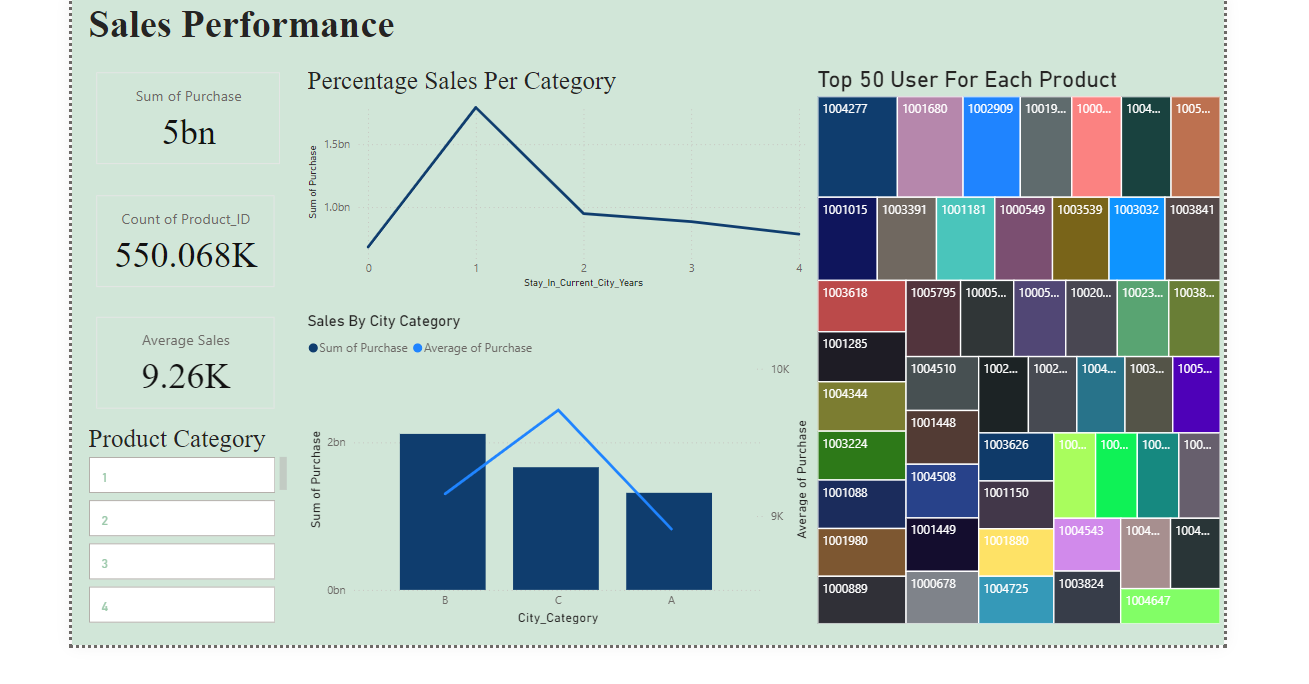 Sales Performance
Sum of Purchase
5bn
Count of Product_ID
550.068K
Average Sales
9.26K
Product Category
1
2
3
4
Percentage Sales Per Category
Sum of Purchase
1.5bn
1.0bn
0 1 2 3 4
Stay_In_Current_City_Years
Sales By City Category
Sum of Purchase Average of Purchase
Sum of Purchase
2bn
0bn
10K
9K
Average of Purchase
B C A
City_Category
Top 50 User For Each Product
1004277 1001680 1002909 10019... 1000... 1004... 1005...
1001015 1003391 1001181 1000549 1003539 1003032 1003841
1003618 1005795 10005... 10005... 10020... 10023... 10038...
1001285
1004510 1002... 1002... 1004... 1003... 1005...
1004344
1001448
1003224
1003626 100... 100... 100... 100...
1004508
1001088
1001150
1001449 1004543 1004... 1004...
1001980 1001880
1000678 1003824
1000889 1004725
1004647